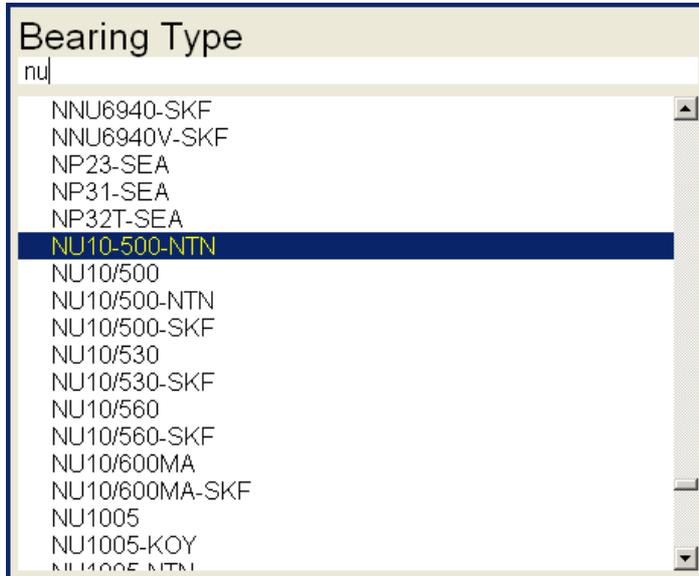 Bearing Type
nu
NNU6940-SKF
NNU6940V-SKF
NP23-SEA
NP31-SEA
NP32T-SEA
NU10-500-NTN
NU10/500
NU10/500-NTN
NU10/500-SKF
NU10/530
NU10/530-SKF
NU10/560
NU10/560-SKF
NU10/600MA
NU10/600MA-SKF
NU1005
NU1005-KOY
NU1005-NTN